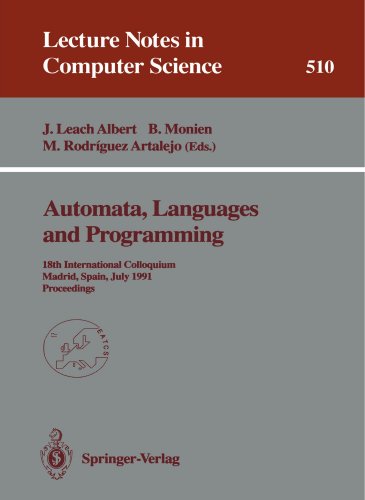 Lecture Notes in
Computer Science 510
J. Leach Albert B. Monien
M. Rodríguez Artalejo (Eds.)
Automata, Languages
and Programming
18th International Colloquium
Madrid, Spain, July 1991
Proceedings
EATCS
Springer-Verlag